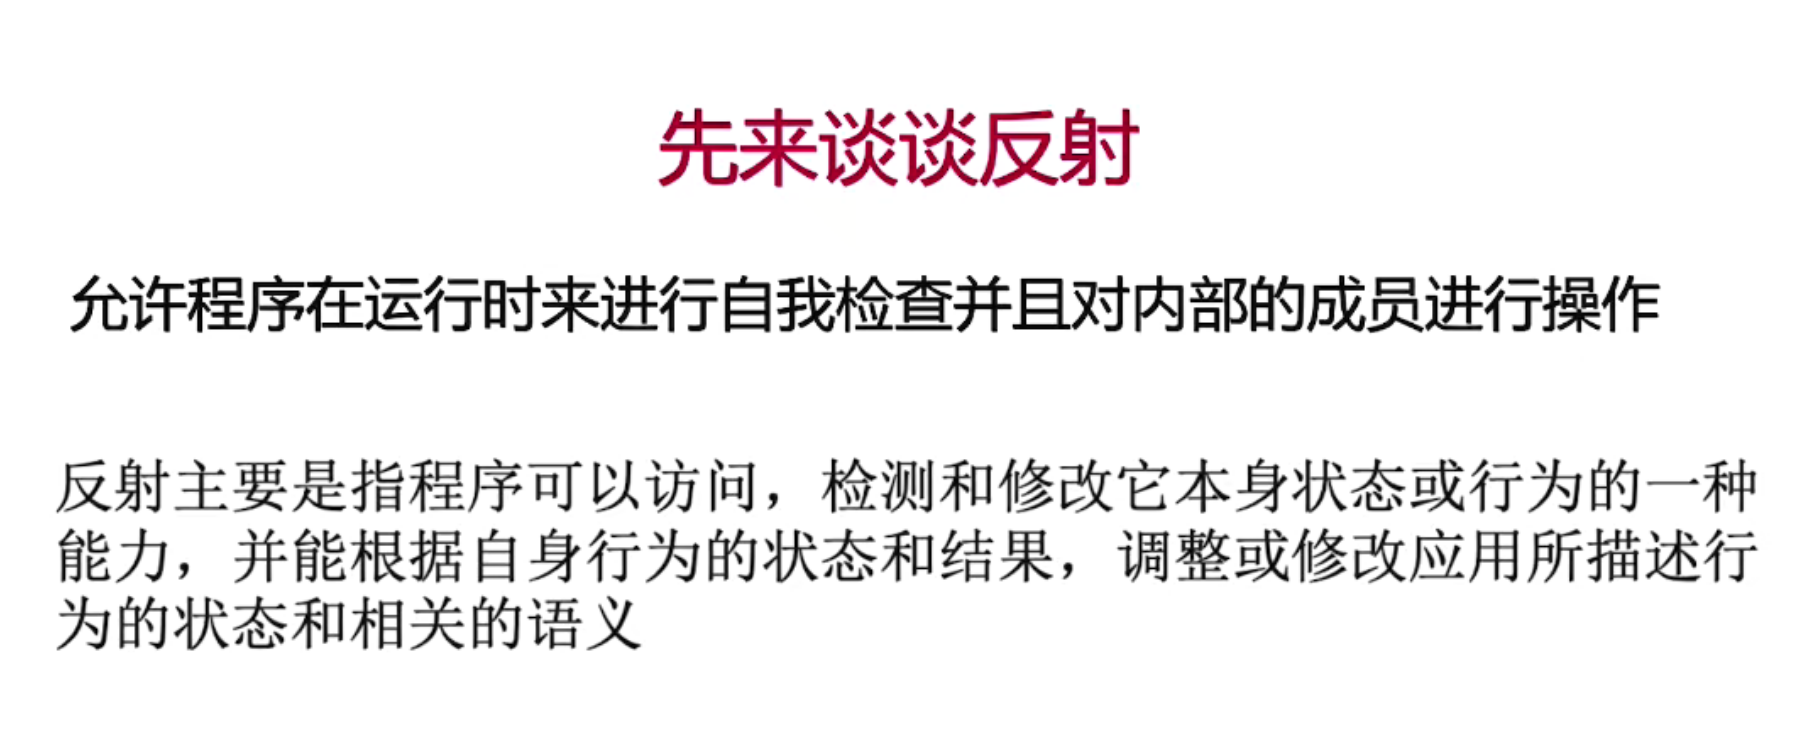 先来谈谈反射
允许程序在运行时来进行自我检查并且对内部的成员进行操作
反射主要是指程序可以访问，检测和修改它本身状态或行为的一种
能力，并能根据自身行为的状态和结果，调整或修改应用所描述行
为的状态和相关的语义